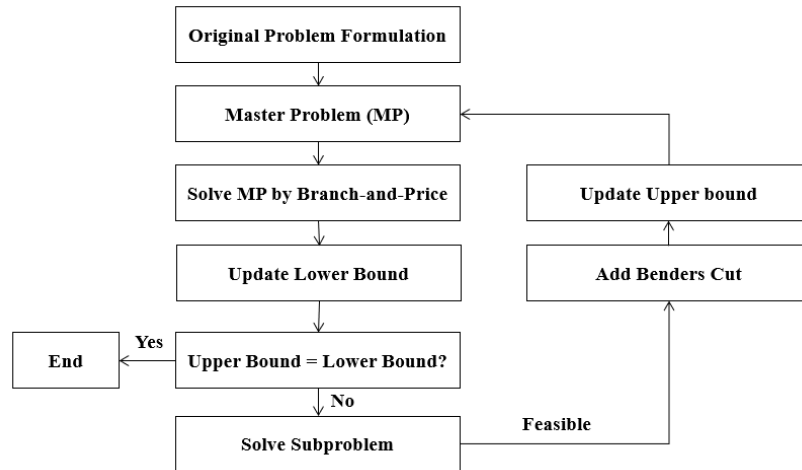 Original Problem Formulation
Master Problem (MP)
Solve MP by Branch-and-Price
Update Upper bound
Update Lower Bound
Add Benders Cut
Yes
End
Upper Bound = Lower Bound?
No
Feasible
Solve Subproblem